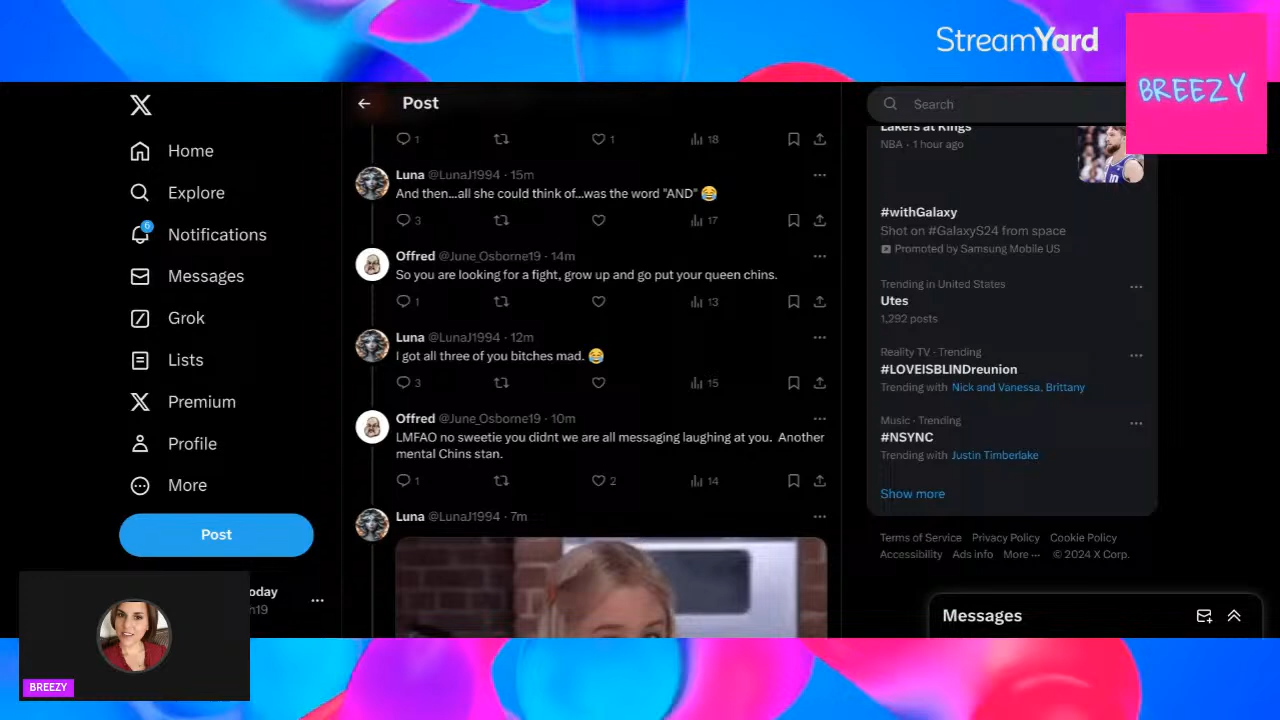 StreamYard
BREEZY
Post
Search
Home
Explore
6
Notifications
Messages
Grok
Lists
Premium
Profile
More
Post
oday
n19
BREEZY
1
1
18
Luna @LunaJ1994 · 15m
And then...all she could think of...was the word "AND" 😂
3
17
Offred @June_Osborne19 · 14m
So you are looking for a fight, grow up and go put your queen chins.
1
13
Luna @LunaJ1994 · 12m
I got all three of you bitches mad. 😂
3
15
Offred @June_Osborne19 · 10m
LMFAO no sweetie you didnt we are all messaging laughing at you. Another
mental Chins stan.
1
2
14
Luna @LunaJ1994 · 7m
Lakers at Kings
NBA · 1 hour ago
#withGalaxy
Shot on #GalaxyS24 from space
Promoted by Samsung Mobile US
Trending in United States
Utes
1,292 posts
Reality TV · Trending
#LOVEISBLINDreunion
Trending with Nick and Vanessa, Brittany
Music · Trending
#NSYNC
Trending with Justin Timberlake
Show more
Terms of Service Privacy Policy Cookie Policy
Accessibility Ads info More ··· © 2024 X Corp.
Messages